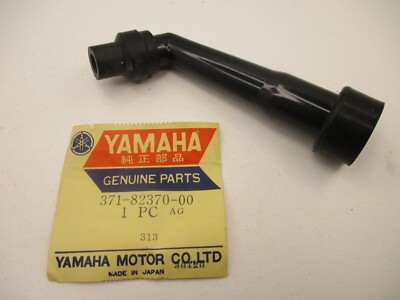 YAMAHA
純正部品
GENUINE PARTS
371-82370-00
1 PC AG
313
YAMAHA MOTOR CO.,LTD
MADE IN JAPAN